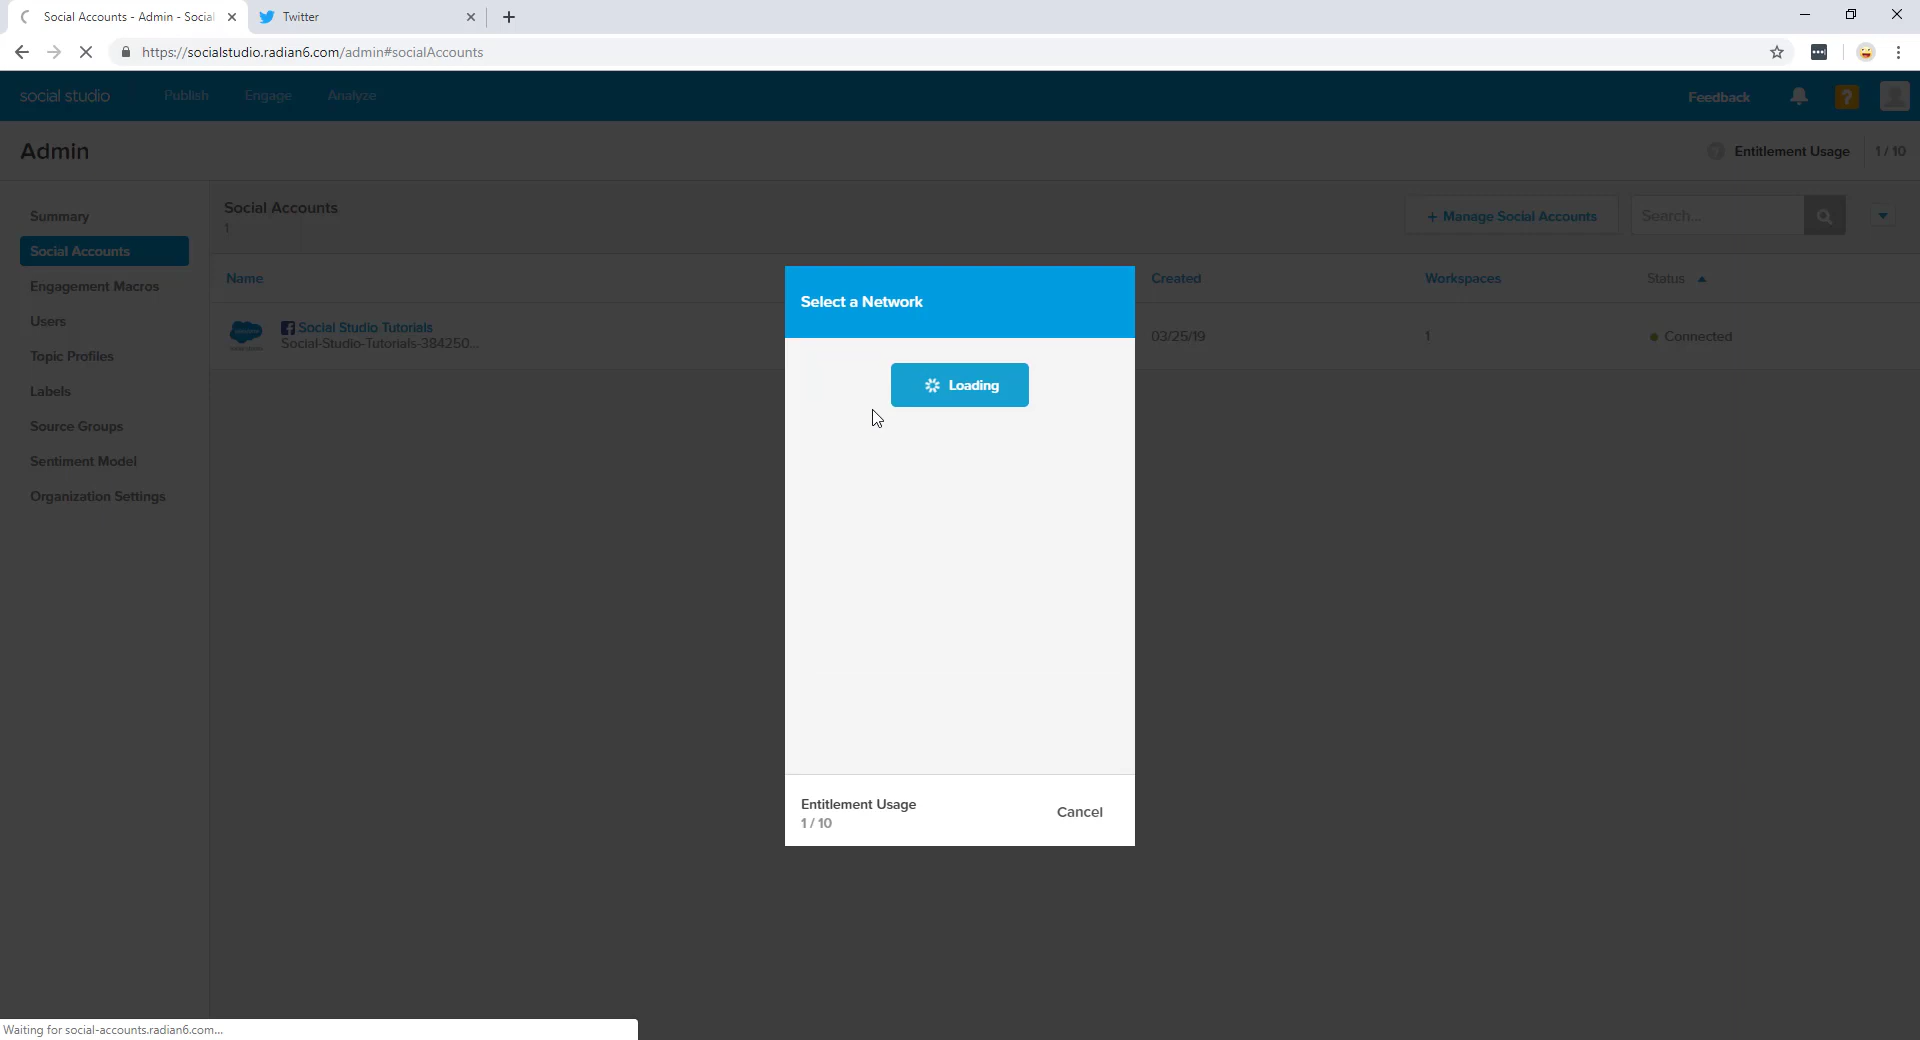 Social Accounts - Admin - Social
Twitter
https://socialstudio.radian6.com/admin#socialAccounts
social studio
Publish
Engage
Analyze
Feedback
?
Admin
Entitlement Usage
1 / 10
Summary
Social Accounts
Engagement Macros
Users
Topic Profiles
Labels
Source Groups
Sentiment Model
Organization Settings
Social Accounts
1
+ Manage Social Accounts
Search...
Name
Created
Workspaces
Status
Social Studio Tutorials
Social-Studio-Tutorials-384250...
03/25/19
1
Connected
Select a Network
Loading
Entitlement Usage
1 / 10
Cancel
Waiting for social-accounts.radian6.com...